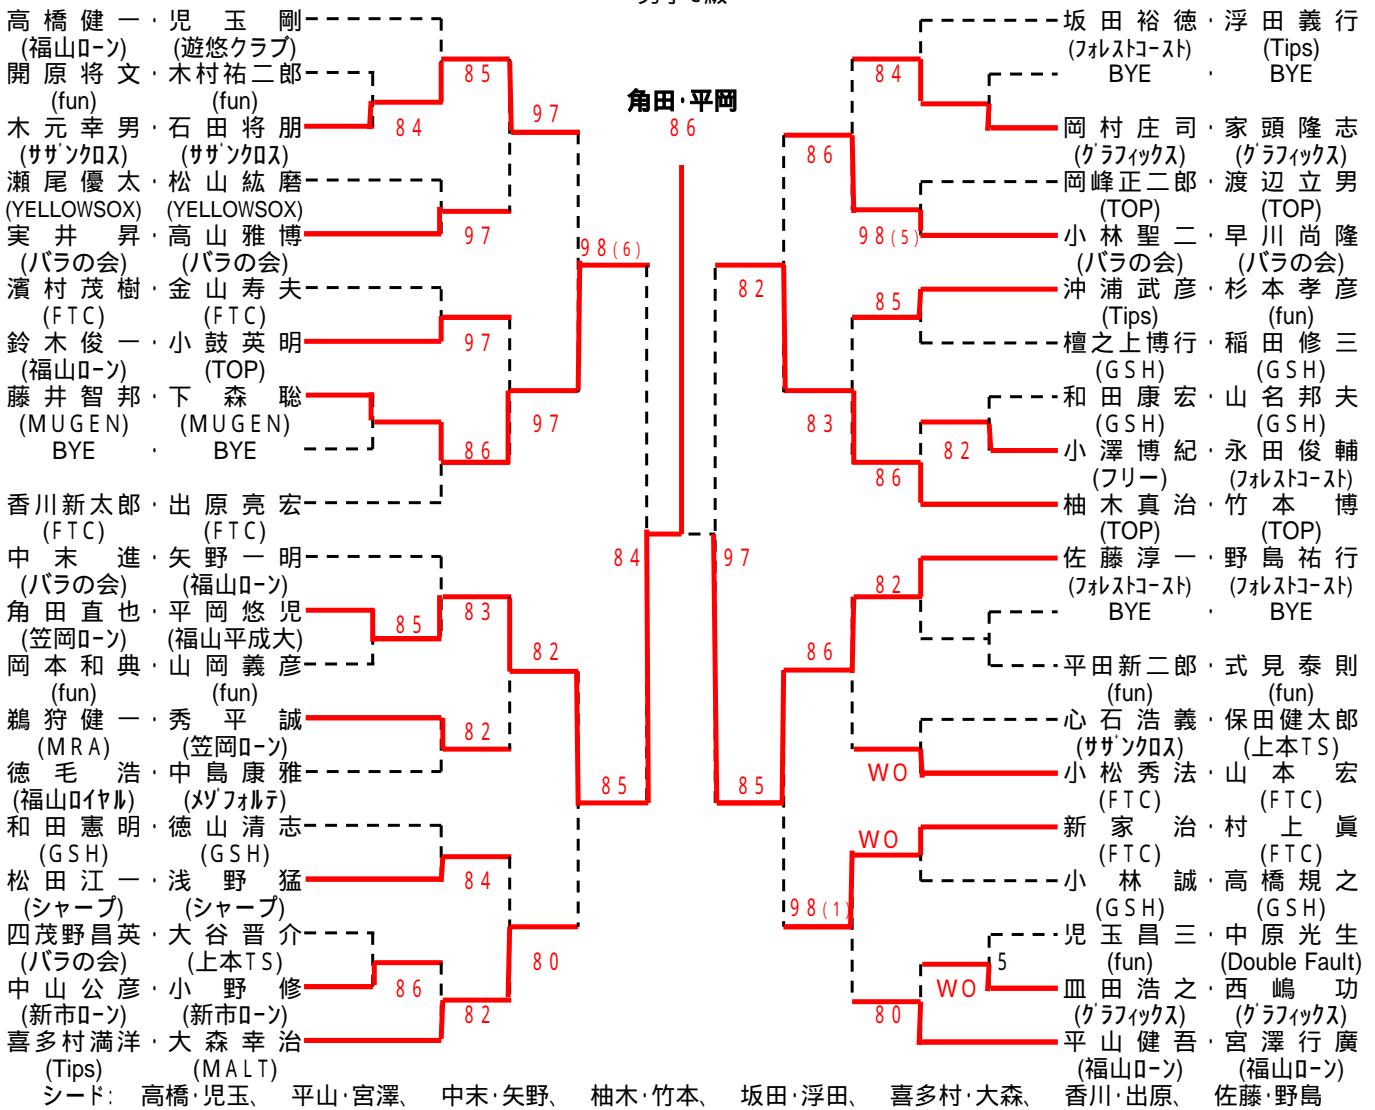 高橋健一・児玉剛
(福山ローン) (遊悠クラブ)
開原将文・木村祐二郎
(fun) (fun)
木元幸男・石田将朋
(ササ゛ンクロス) (ササ゛ンクロス)
瀬尾優太・松山紘磨
(YELLOWSOX) (YELLOWSOX)
実井昇・高山雅博
(バラの会) (バラの会)
濱村茂樹・金山寿夫
(FTC) (FTC)
鈴木俊一・小鼓英明
(福山ローン) (TOP)
藤井智邦・下森聡
(MUGEN) (MUGEN)
BYE ・ BYE
香川新太郎・出原亮宏
(FTC) (FTC)
中末進・矢野一明
(バラの会) (福山ローン)
角田直也・平岡悠児
(笠岡ローン) (福山平成大)
岡本和典・山岡義彦
(fun) (fun)
鵜狩健一・秀平誠
(MRA) (笠岡ローン)
徳毛浩・中島康雅
(福山ロイヤル) (メゾフォルテ)
和田憲明・徳山清志
(GSH) (GSH)
松田江一・浅野猛
(シャープ) (シャープ)
四茂野昌英・大谷晋介
(バラの会) (上本TS)
中山公彦・小野修
(新市ローン) (新市ローン)
喜多村満洋・大森幸治
(Tips) (MALT)
85
84
97
97
98(6)
97
97
86
85
83
82
82
85
84
80
86
82
84
角田・平岡
86
84
86
98(5)
82
85
83
82
86
97
82
86
WO
85
WO
98(1)
5
WO
80
坂田裕徳・浮田義行
(フォレストコースト) (Tips)
BYE ・ BYE
岡村庄司・家頭隆志
(グラフィックス) (グラフィックス)
岡峰正二郎・渡辺立男
(TOP) (TOP)
小林聖二・早川尚隆
(バラの会) (バラの会)
沖浦武彦・杉本孝彦
(Tips) (fun)
檀之上博行・稲田修三
(GSH) (GSH)
和田康宏・山名邦夫
(GSH) (GSH)
小澤博紀・永田俊輔
(フリー) (フォレストコースト)
柚木真治・竹本博
(TOP) (TOP)
佐藤淳一・野島祐行
(フォレストコースト) (フォレストコースト)
BYE ・ BYE
平田新二郎・式見泰則
(fun) (fun)
心石浩義・保田健太郎
(ササ゛ンクロス) (上本TS)
小松秀法・山本宏
(FTC) (FTC)
新家治・村上眞
(FTC) (FTC)
小林誠・高橋規之
(GSH) (GSH)
児玉昌三・中原光生
(fun) (Double Fault)
皿田浩之・西嶋功
(グラフィックス) (グラフィックス)
平山健吾・宮澤行廣
(福山ローン) (福山ローン)
シード: 高橋・児玉、 平山・宮澤、 中末・矢野、 柚木・竹本、 坂田・浮田、 喜多村・大森、 香川・出原、 佐藤・野島